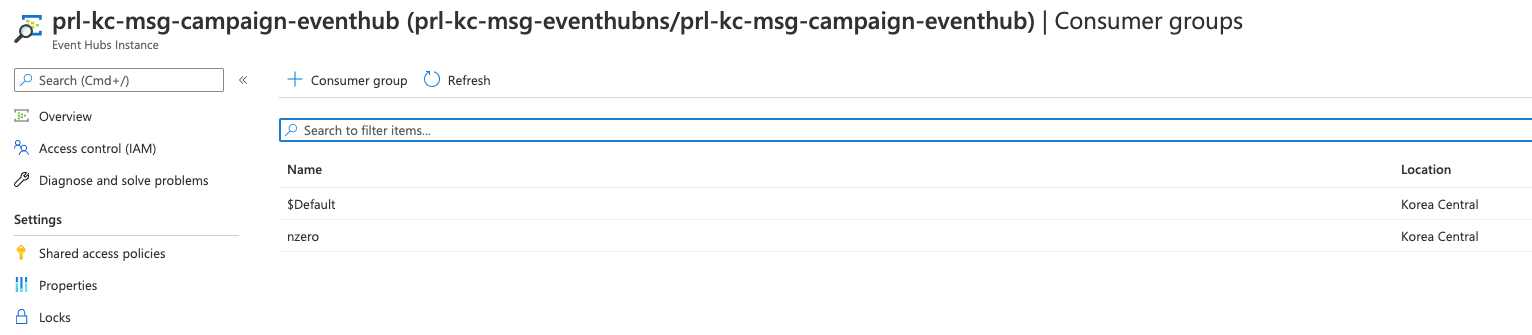 prl-kc-msg-campaign-eventhub (prl-kc-msg-eventhubns/prl-kc-msg-campaign-eventhub) | Consumer groups
Event Hubs Instance
Search (Cmd+/)
«
Consumer group
Refresh
Overview
Access control (IAM)
Diagnose and solve problems
Settings
Shared access policies
Properties
Locks
Search to filter items...
Name Location
$Default Korea Central
nzero Korea Central